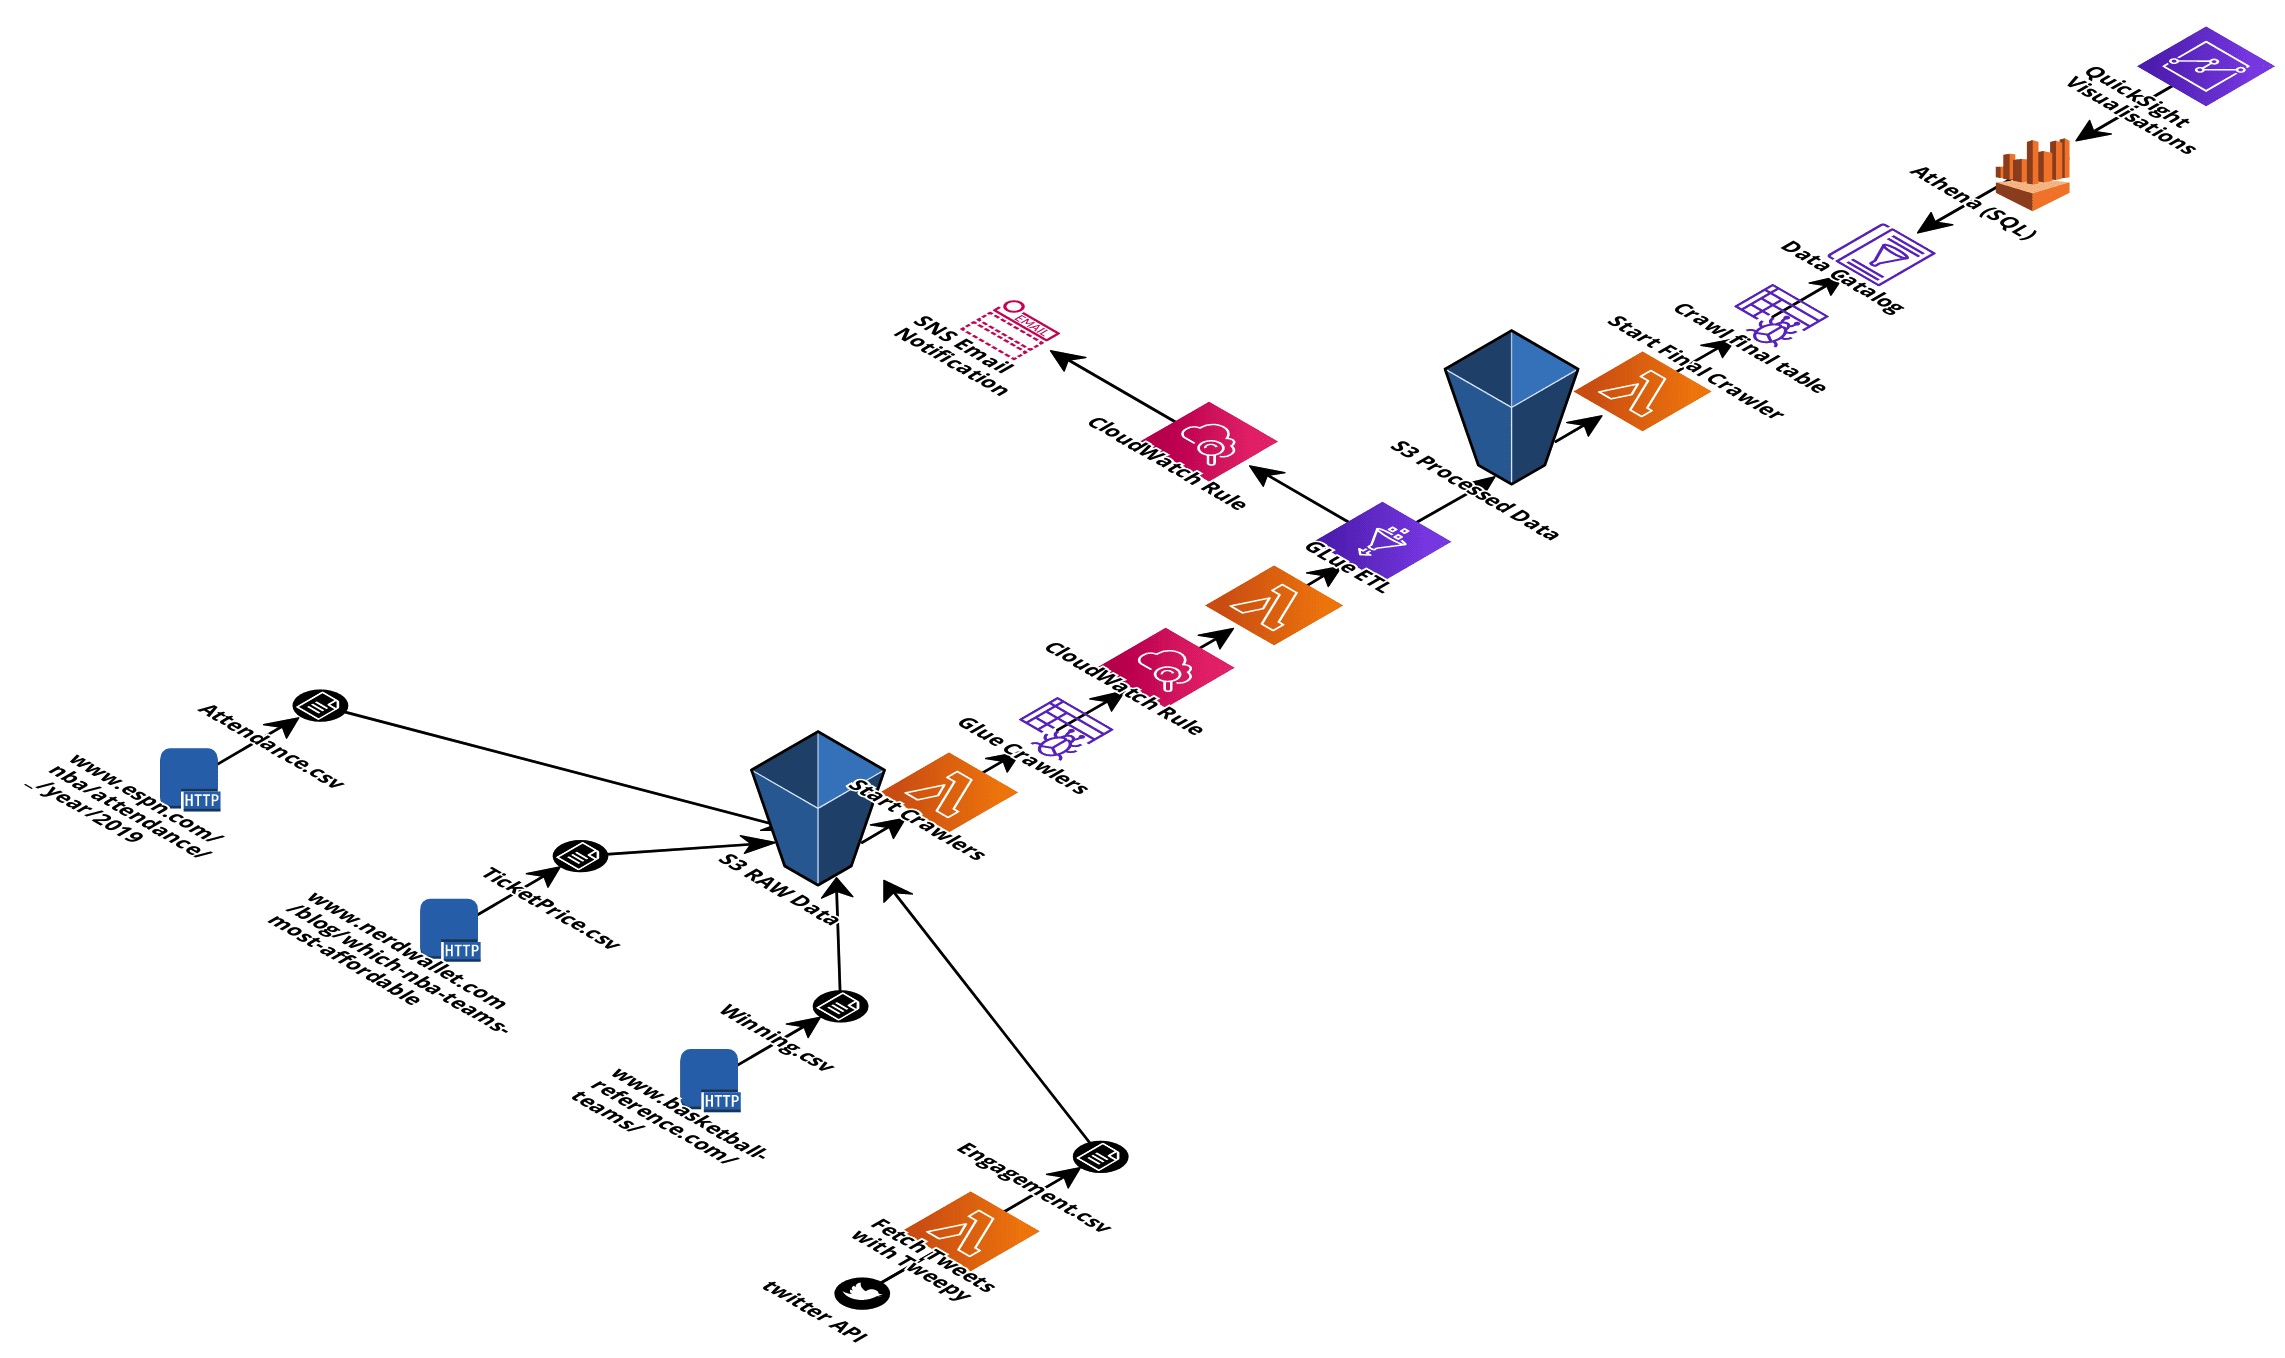 QuickSight
Visualisations
Athena (SQL)
Data Catalog
Crawl final table
Start Final Crawler
SNS Email
Notification
EMAIL
CloudWatch Rule
S3 Processed Data
GLue ETL
CloudWatch Rule
Glue Crawlers
Start Crawlers
S3 RAW Data
Attendance.csv
HTTP
www.espn.com/
nba/attendance/
_/year/2019
TicketPrice.csv
HTTP
www.nerdwallet.com
/blog/which-nba-teams-
most-affordable
Winning.csv
HTTP
www.basketball-
reference.com/
teams/
Engagement.csv
Fetch Tweets
with Tweepy
twitter API